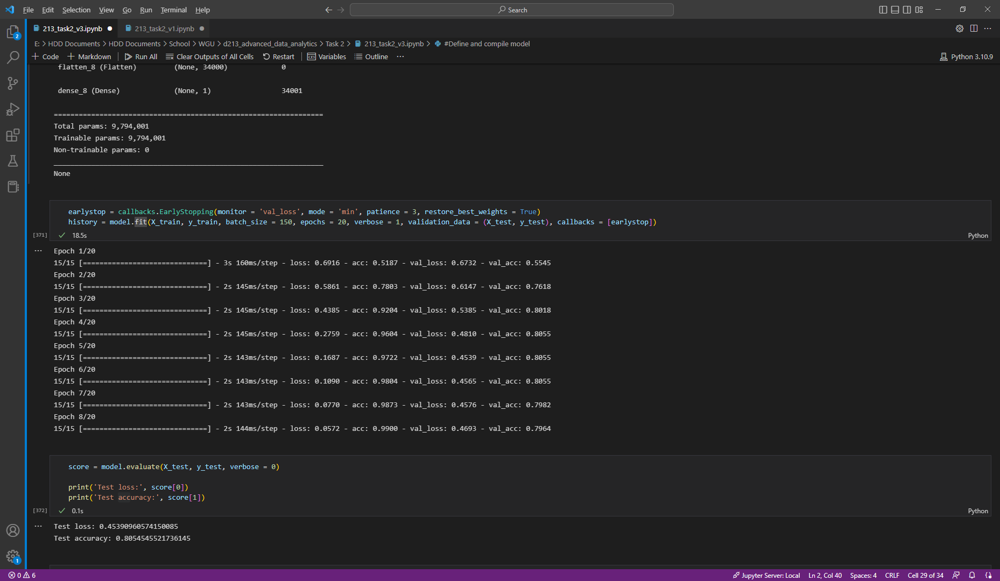 File Edit Selection View Go Run Terminal Help Search
213_task2_v3.ipynb 213_task2_v1.ipynb
E: > HDD Documents > HDD Documents > School > WGU > d213_advanced_data_analytics > Task 2 > 213_task2_v3.ipynb > #Define and compile model
+ Code + Markdown Run All Clear Outputs of All Cells Restart Variables Outline ... Python 3.10.9
flatten_8 (Flatten) (None, 34000) 0
dense_8 (Dense) (None, 1) 34001
=================================================================
Total params: 9,794,001
Trainable params: 9,794,001
Non-trainable params: 0
_________________________________________________________________
None
earlystop = callbacks.EarlyStopping(monitor = 'val_loss', mode = 'min', patience = 3, restore_best_weights = True)
history = model.fit(X_train, y_train, batch_size = 150, epochs = 20, verbose = 1, validation_data = (X_test, y_test), callbacks = [earlystop])
[371] 18.5s Python
Epoch 1/20
15/15 [==============================] - 3s 160ms/step - loss: 0.6916 - acc: 0.5187 - val_loss: 0.6732 - val_acc: 0.5545
Epoch 2/20
15/15 [==============================] - 2s 145ms/step - loss: 0.5861 - acc: 0.7803 - val_loss: 0.6147 - val_acc: 0.7618
Epoch 3/20
15/15 [==============================] - 2s 145ms/step - loss: 0.4385 - acc: 0.9204 - val_loss: 0.5385 - val_acc: 0.8018
Epoch 4/20
15/15 [==============================] - 2s 145ms/step - loss: 0.2759 - acc: 0.9604 - val_loss: 0.4810 - val_acc: 0.8055
Epoch 5/20
15/15 [==============================] - 2s 143ms/step - loss: 0.1687 - acc: 0.9722 - val_loss: 0.4539 - val_acc: 0.8055
Epoch 6/20
15/15 [==============================] - 2s 143ms/step - loss: 0.1090 - acc: 0.9804 - val_loss: 0.4565 - val_acc: 0.8055
Epoch 7/20
15/15 [==============================] - 2s 143ms/step - loss: 0.0770 - acc: 0.9873 - val_loss: 0.4576 - val_acc: 0.7982
Epoch 8/20
15/15 [==============================] - 2s 144ms/step - loss: 0.0572 - acc: 0.9900 - val_loss: 0.4693 - val_acc: 0.7964
score = model.evaluate(X_test, y_test, verbose = 0)
print('Test loss:', score[0])
print('Test accuracy:', score[1])
[372] 0.1s Python
Test loss: 0.45390960574150085
Test accuracy: 0.8054545521736145
2
1
0 6 Jupyter Server: Local Ln 2, Col 40 Spaces: 4 CRLF Cell 29 of 34